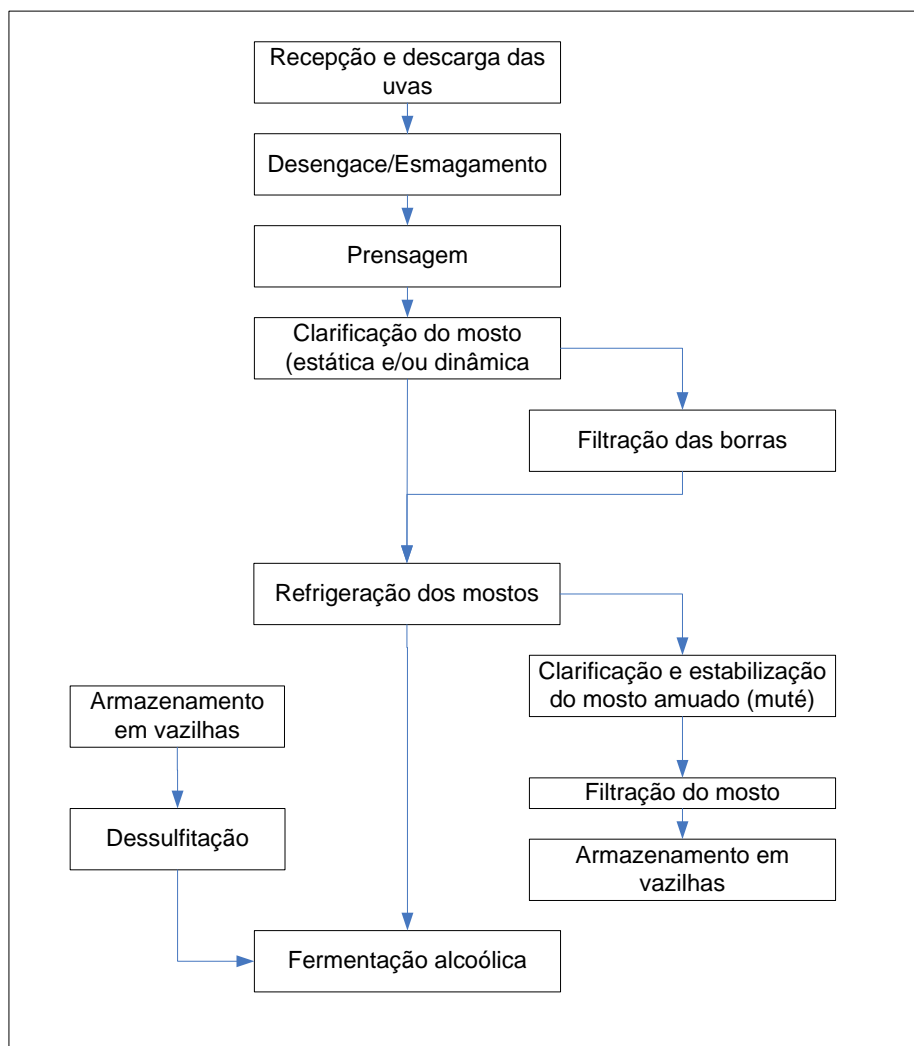 Recepção e descarga das
uvas
Desengace/Esmagamento
Prensagem
Clarificação do mosto
(estática e/ou dinâmica
Filtração das borras
Refrigeração dos mostos
Clarificação e estabilização
do mosto amuado (muté)
Armazenamento
em vazilhas
Filtração do mosto
Dessulfitação
Armazenamento em
vazilhas
Fermentação alcoólica